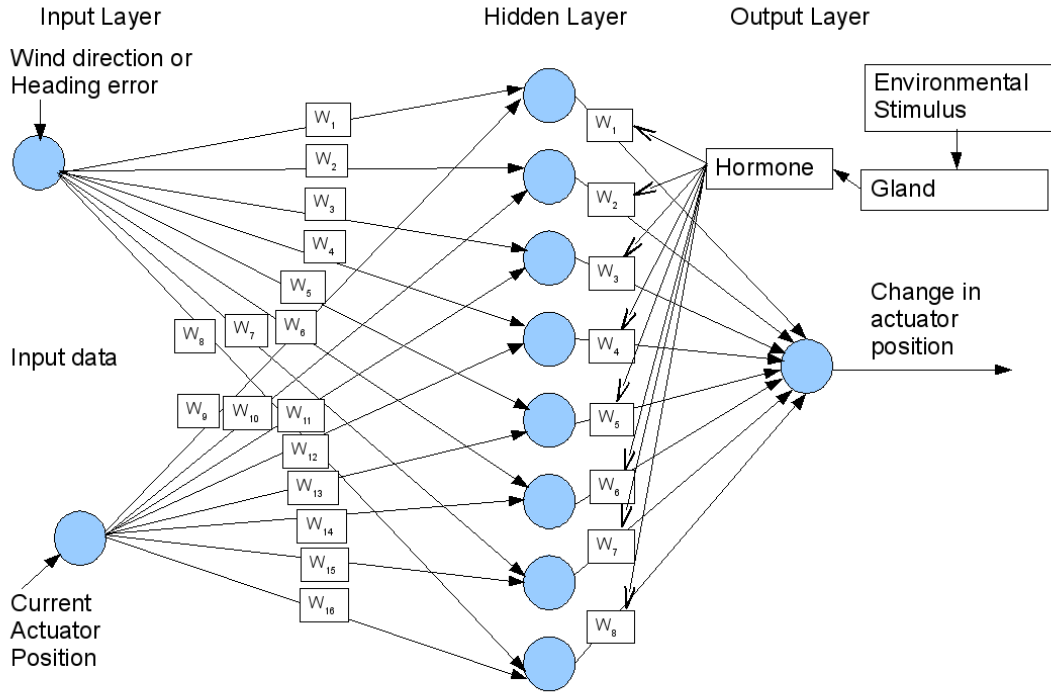 Input Layer
Hidden Layer
Output Layer
Wind direction or
Heading error
Environmental
Stimulus
Hormone
Gland
W1
W2
W3
W4
W5
W6
W7
W8
Input data
W9
W10
W11
W12
W13
W14
W15
W16
W1
W2
W3
W4
W5
W6
W7
W8
Change in
actuator
position
Current
Actuator
Position